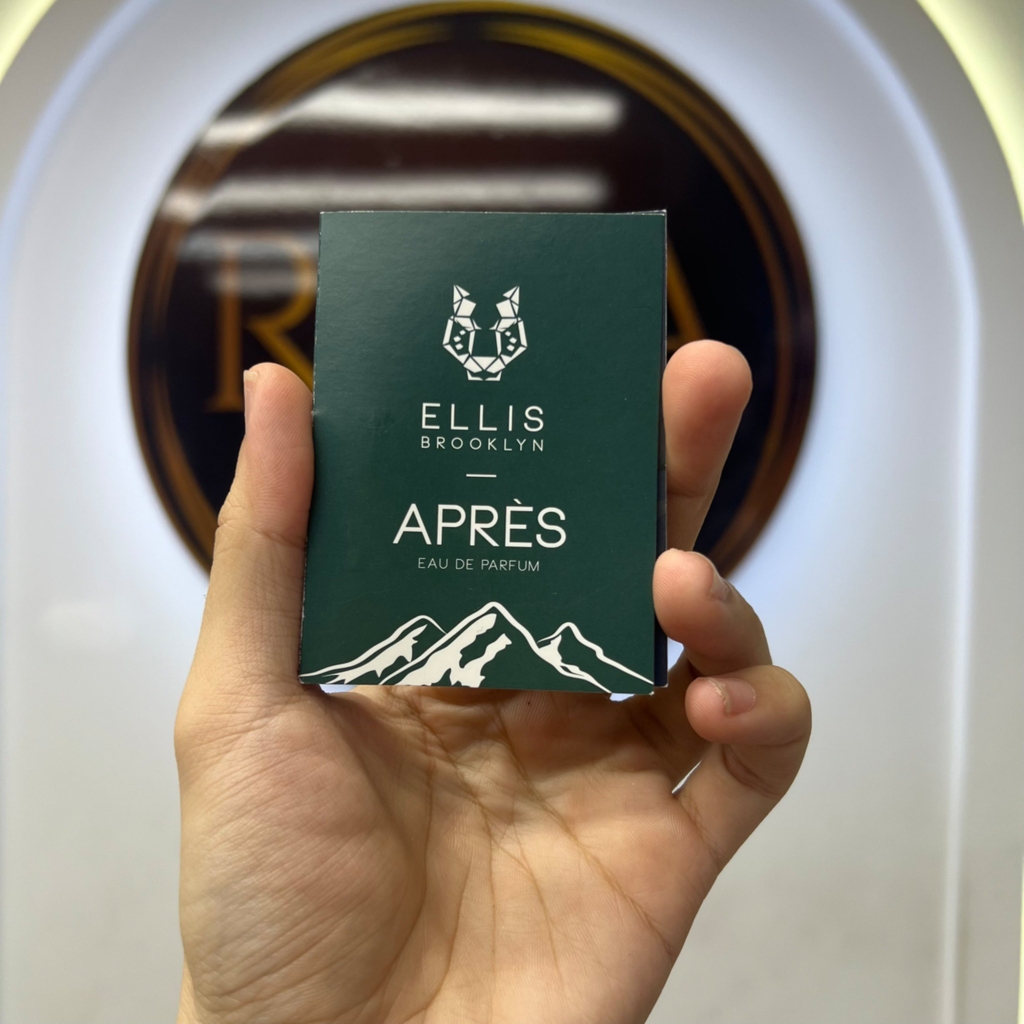 ELLIS
BROOKLYN
APRÈS
EAU DE PARFUM